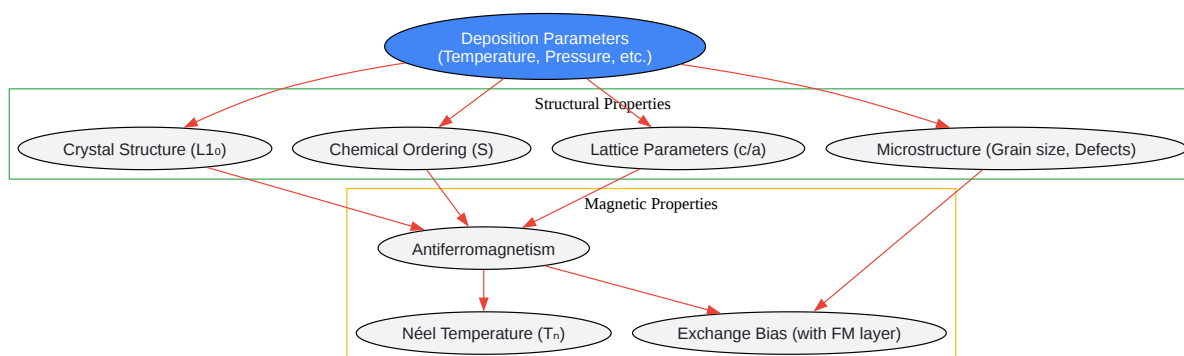 Deposition Parameters
(Temperature, Pressure, etc.)
Structural Properties
Crystal Structure (L1₀)
Chemical Ordering (S)
Lattice Parameters (c/a)
Microstructure (Grain size, Defects)
Magnetic Properties
Antiferromagnetism
Néel Temperature (Tₙ)
Exchange Bias (with FM layer)